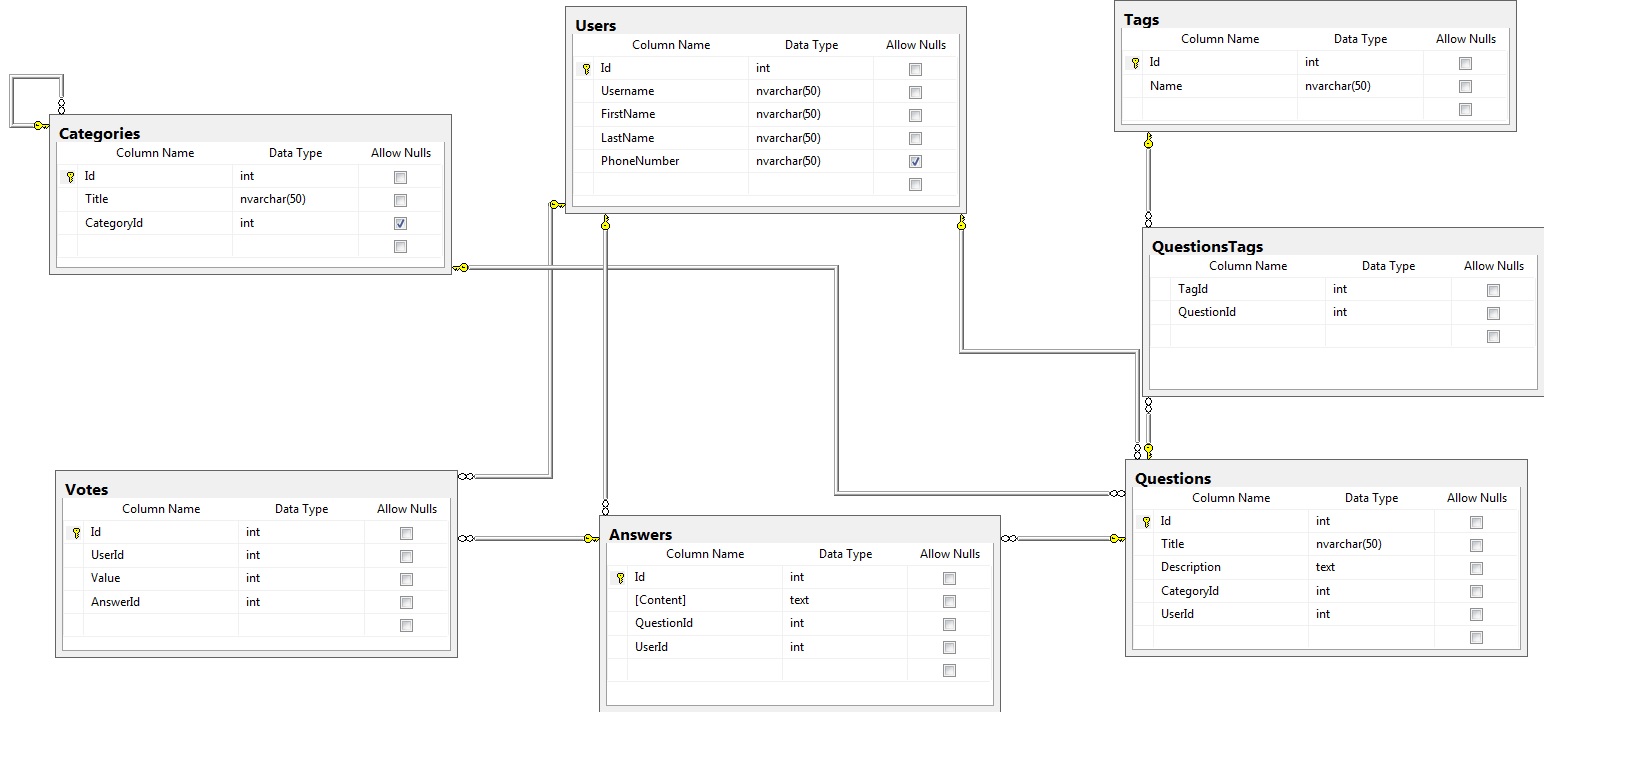 Users
Column Name Data Type Allow Nulls
Id int
Username nvarchar(50)
FirstName nvarchar(50)
LastName nvarchar(50)
PhoneNumber nvarchar(50)
Tags
Column Name Data Type Allow Nulls
Id int
Name nvarchar(50)
Categories
Column Name Data Type Allow Nulls
Id int
Title nvarchar(50)
CategoryId int
QuestionsTags
Column Name Data Type Allow Nulls
TagId int
QuestionId int
Votes
Column Name Data Type Allow Nulls
Id int
UserId int
Value int
AnswerId int
Answers
Column Name Data Type Allow Nulls
Id int
[Content] text
QuestionId int
UserId int
Questions
Column Name Data Type Allow Nulls
Id int
Title nvarchar(50)
Description text
CategoryId int
UserId int